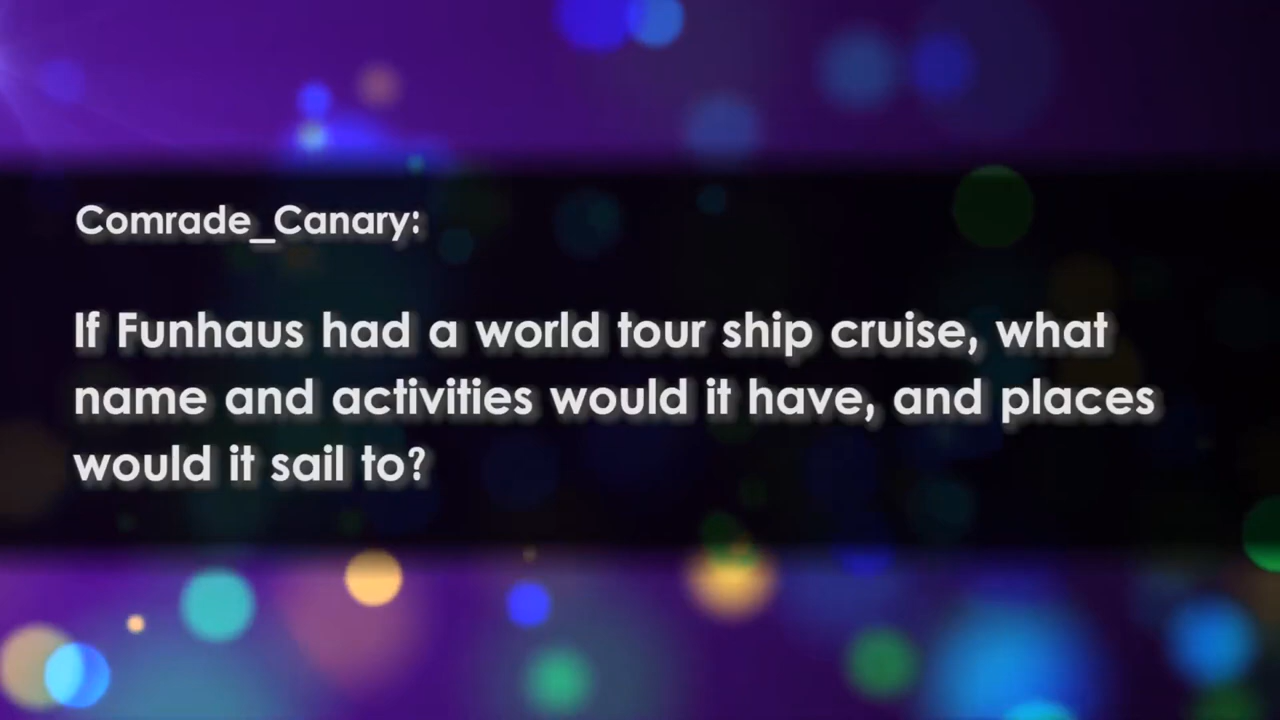 Comrade_Canary:
If Funhaus had a world tour ship cruise, what
name and activities would it have, and places
would it sail to?